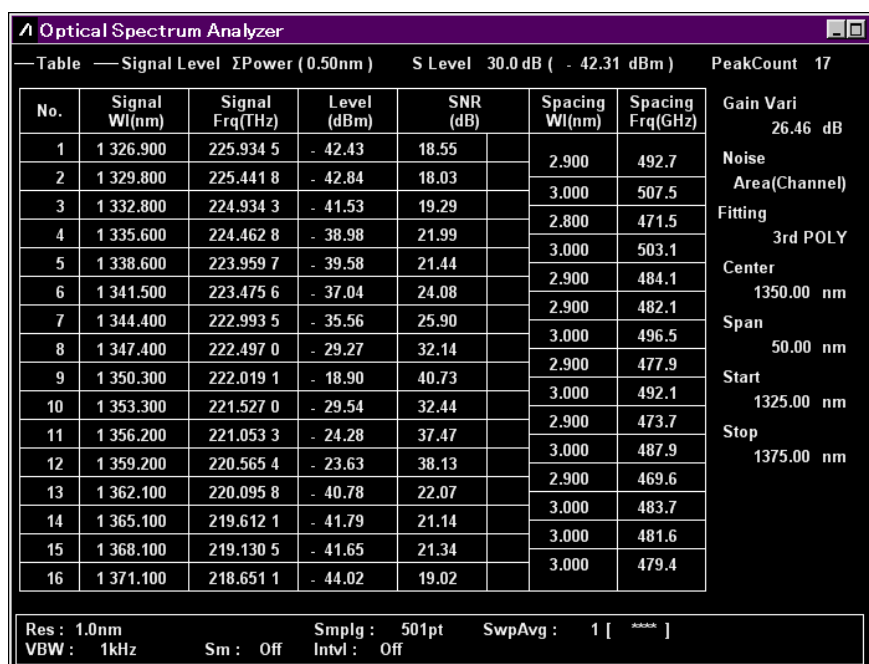 Optical Spectrum Analyzer
Table Signal Level ΣPower ( 0.50nm ) S Level 30.0 dB ( - 42.31 dBm ) PeakCount 17
No. Signal Wl(nm) Signal Frq(THz) Level (dBm) SNR (dB) Spacing Wl(nm) Spacing Frq(GHz)
1 1 326.900 225.934 5 - 42.43 18.55
2.900 492.7
2 1 329.800 225.441 8 - 42.84 18.03
3.000 507.5
3 1 332.800 224.934 3 - 41.53 19.29
2.800 471.5
4 1 335.600 224.462 8 - 38.98 21.99
3.000 503.1
5 1 338.600 223.959 7 - 39.58 21.44
2.900 484.1
6 1 341.500 223.475 6 - 37.04 24.08
2.900 482.1
7 1 344.400 222.993 5 - 35.56 25.90
3.000 496.5
8 1 347.400 222.497 0 - 29.27 32.14
2.900 477.9
9 1 350.300 222.019 1 - 18.90 40.73
3.000 492.1
10 1 353.300 221.527 0 - 29.54 32.44
2.900 473.7
11 1 356.200 221.053 3 - 24.28 37.47
3.000 487.9
12 1 359.200 220.565 4 - 23.63 38.13
2.900 469.6
13 1 362.100 220.095 8 - 40.78 22.07
3.000 483.7
14 1 365.100 219.612 1 - 41.79 21.14
3.000 481.6
15 1 368.100 219.130 5 - 41.65 21.34
3.000 479.4
16 1 371.100 218.651 1 - 44.02 19.02
Gain Vari
26.46 dB
Noise
Area(Channel)
Fitting
3rd POLY
Center
1350.00 nm
Span
50.00 nm
Start
1325.00 nm
Stop
1375.00 nm
Res : 1.0nm Smplg : 501pt SwpAvg : 1 [ **** ]
VBW : 1kHz Sm : Off Intvl : Off